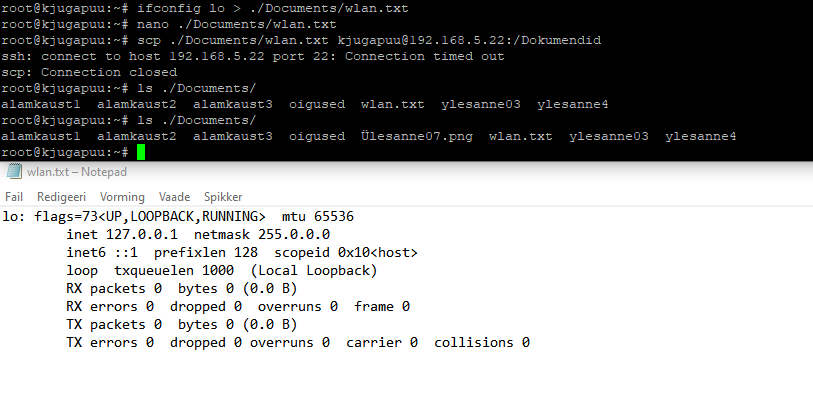 root@kjugapuu:~# ifconfig lo > ./Documents/wlan.txt
root@kjugapuu:~# nano ./Documents/wlan.txt
root@kjugapuu:~# scp ./Documents/wlan.txt kjugapuu@192.168.5.22:/Dokumendid
ssh: connect to host 192.168.5.22 port 22: Connection timed out
scp: Connection closed
root@kjugapuu:~# ls ./Documents/
alamkaust1  alamkaust2  alamkaust3  oigused  wlan.txt  ylesanne03  ylesanne4
root@kjugapuu:~# ls ./Documents/
alamkaust1  alamkaust2  alamkaust3  oigused  Ülesanne07.png  wlan.txt  ylesanne03  ylesanne4
root@kjugapuu:~#
wlan.txt – Notepad
Fail  Redigeeri  Vorming  Vaade  Spikker
lo: flags=73<UP,LOOPBACK,RUNNING>  mtu 65536
        inet 127.0.0.1  netmask 255.0.0.0
        inet6 ::1  prefixlen 128  scopeid 0x10<host>
        loop  txqueuelen 1000  (Local Loopback)
        RX packets 0  bytes 0 (0.0 B)
        RX errors 0  dropped 0  overruns 0  frame 0
        TX packets 0  bytes 0 (0.0 B)
        TX errors 0  dropped 0 overruns 0  carrier 0  collisions 0